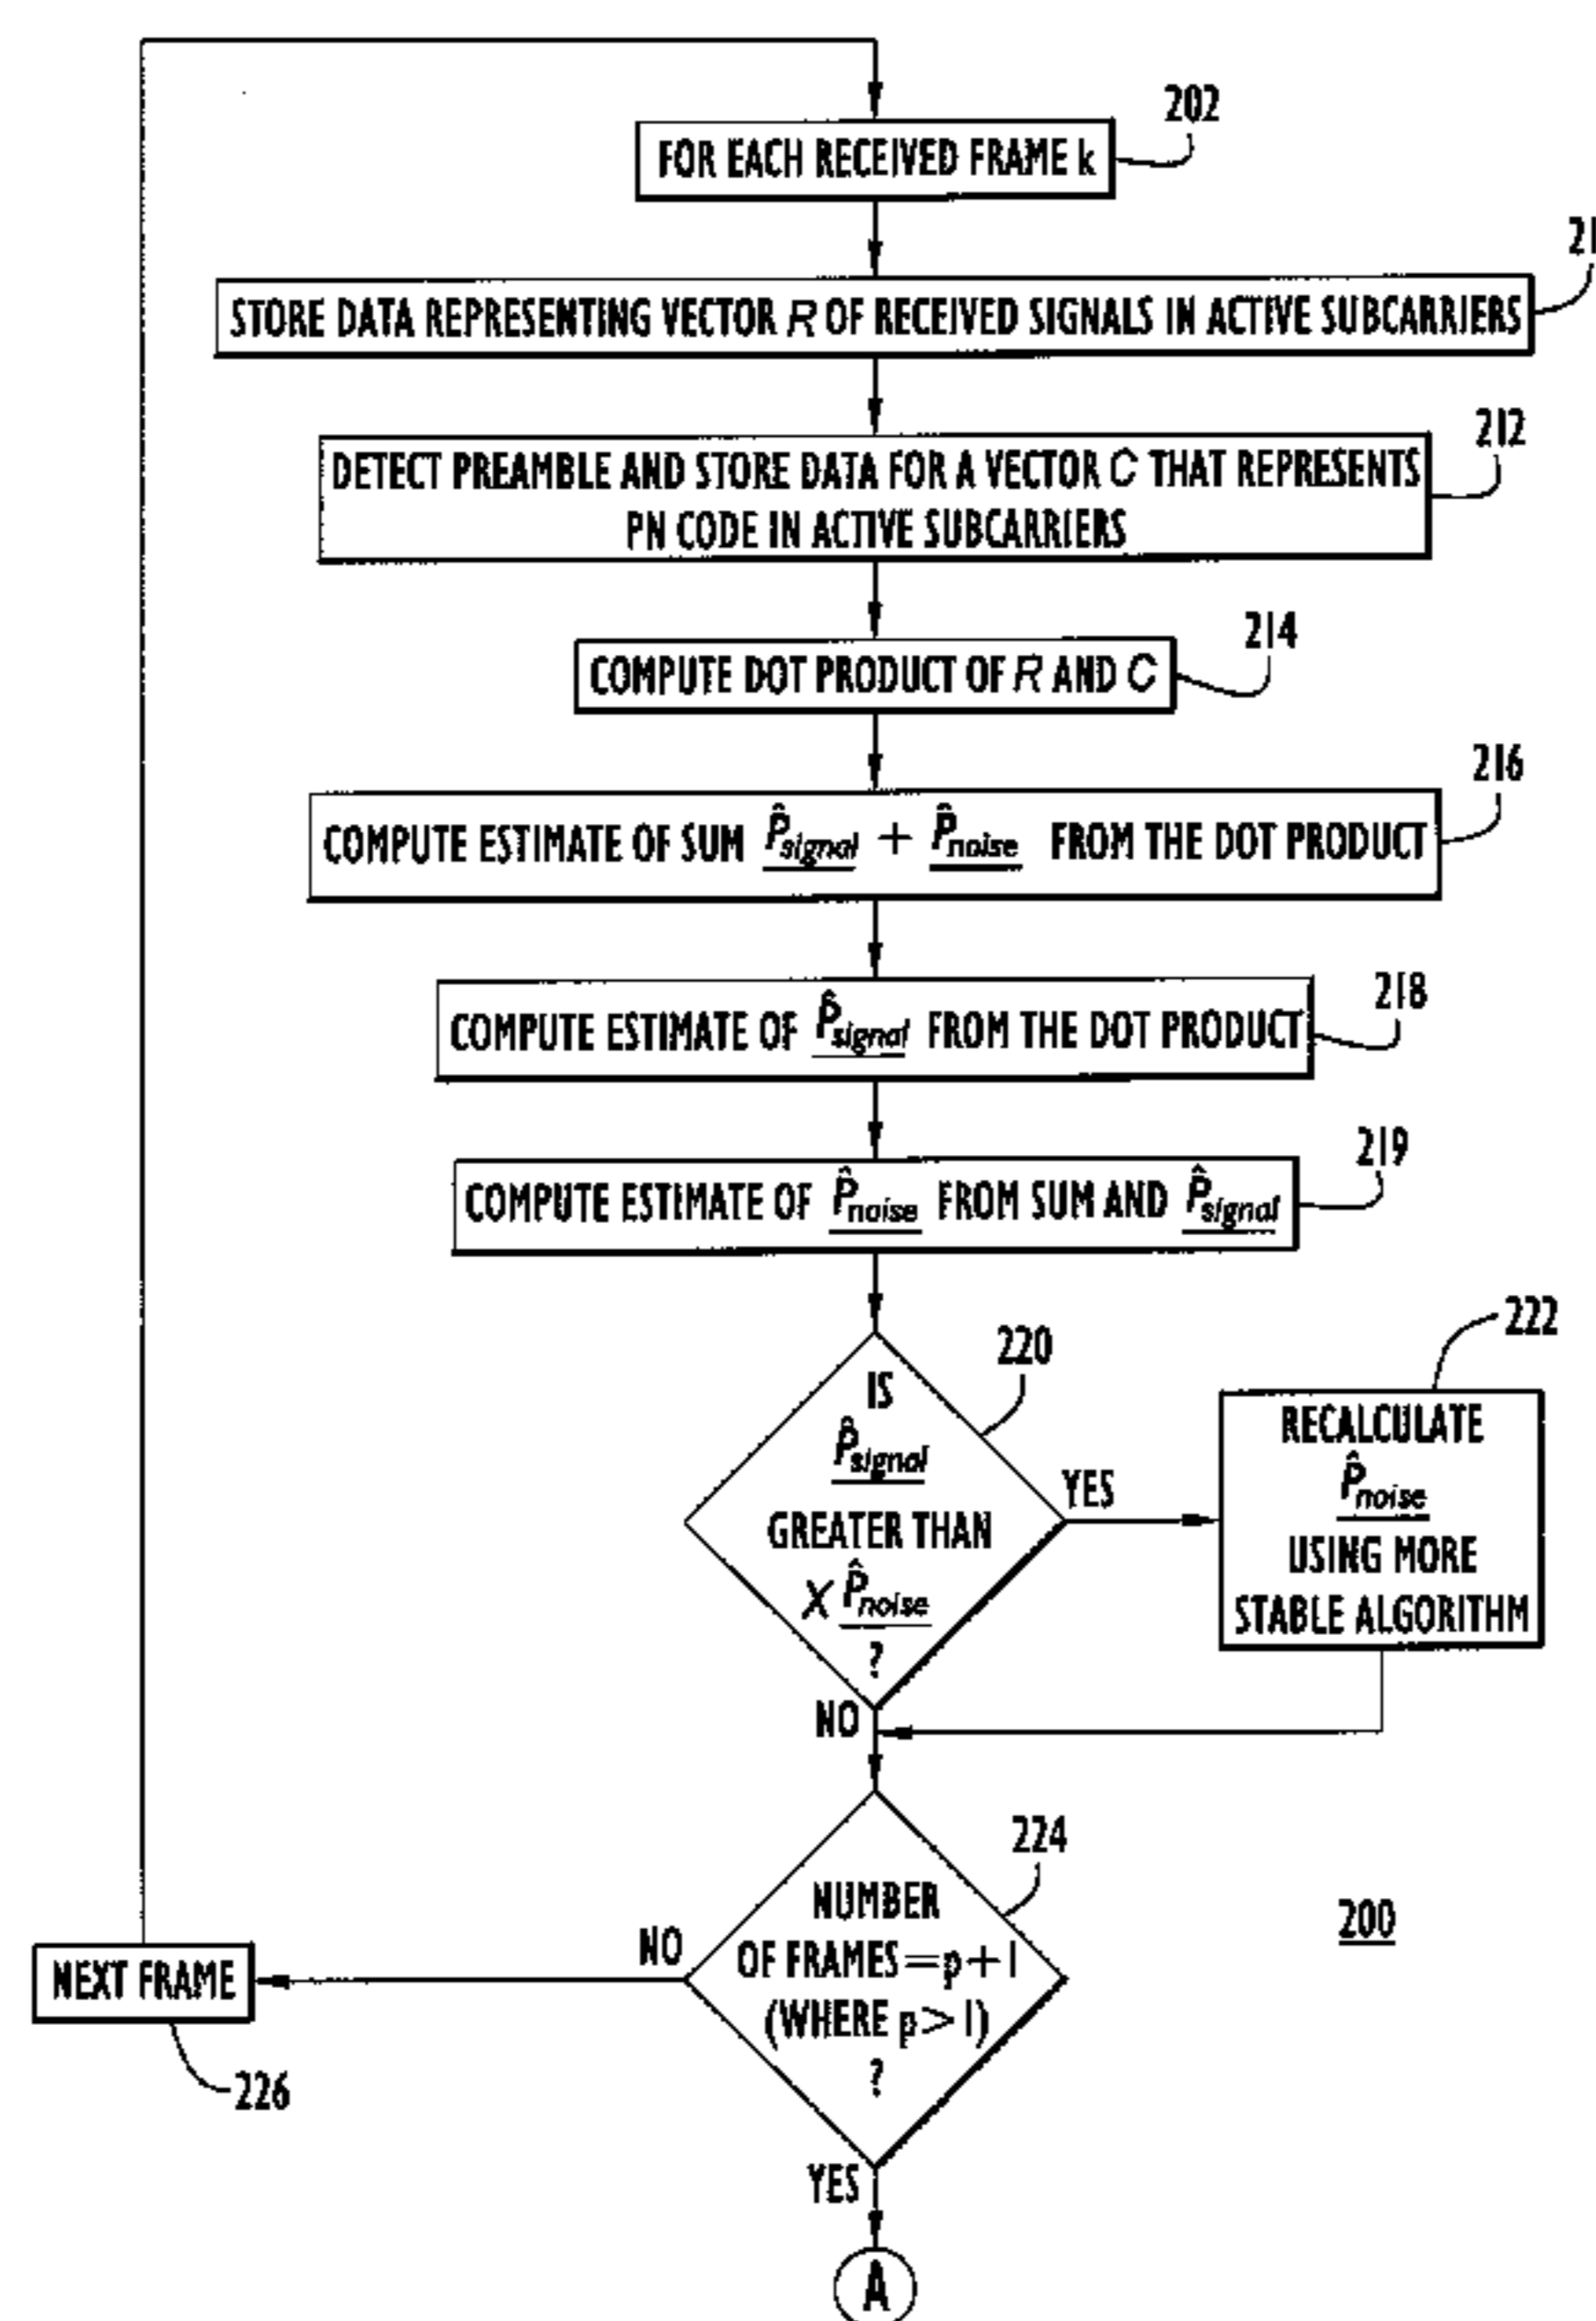 202
FOR EACH RECEIVED FRAME k
21
STORE DATA REPRESENTING VECTOR R OF RECEIVED SIGNALS IN ACTIVE SUBCARRIERS
212
DETECT PREAMBLE AND STORE DATA FOR A VECTOR C THAT REPRESENTS
PN CODE IN ACTIVE SUBCARRIERS
214
COMPUTE DOT PRODUCT OF R AND C
216
COMPUTE ESTIMATE OF SUM P̂signal + P̂noise FROM THE DOT PRODUCT
218
COMPUTE ESTIMATE OF P̂signal FROM THE DOT PRODUCT
219
COMPUTE ESTIMATE OF P̂noise FROM SUM AND P̂signal
220
IS
P̂signal
GREATER THAN
X P̂noise
?
YES
NO
222
RECALCULATE
P̂noise
USING MORE
STABLE ALGORITHM
224
NUMBER
OF FRAMES=p+1
(WHERE p>1)
?
NO
YES
200
NEXT FRAME
226
A